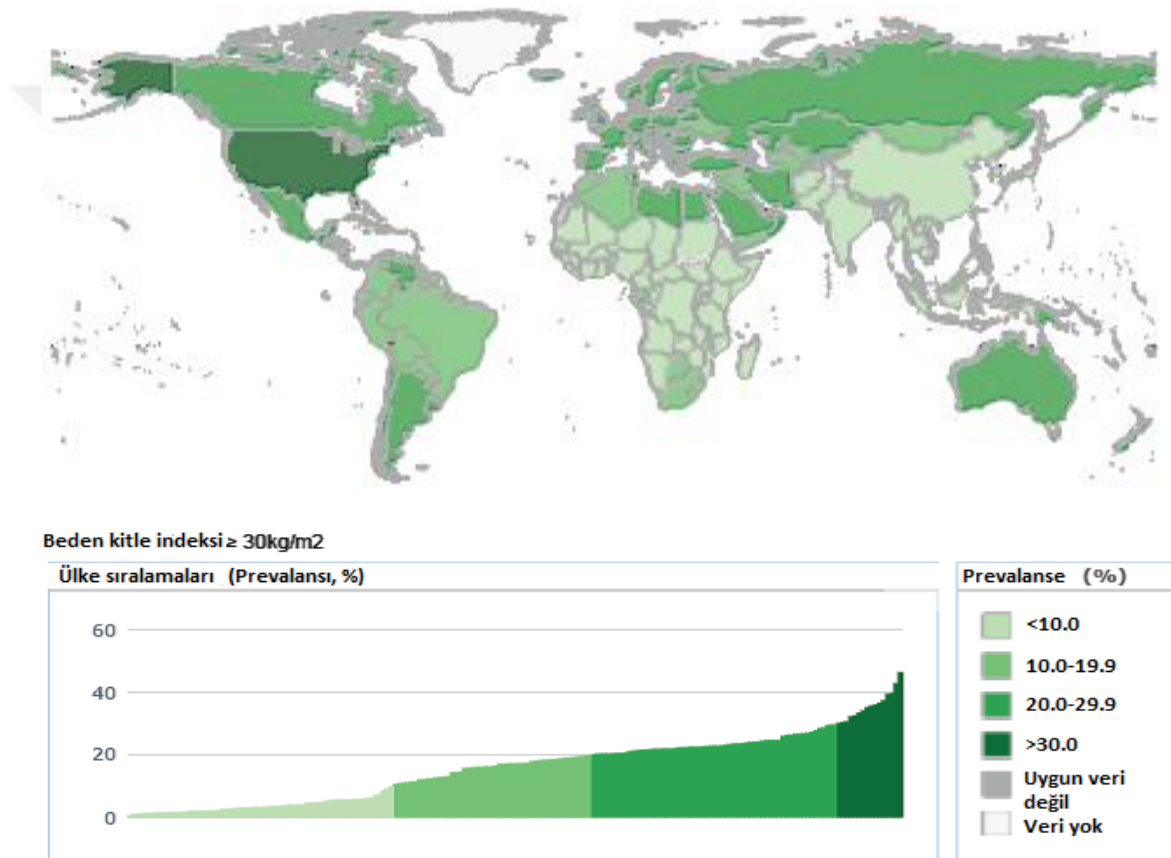 Beden kitle indeksi ≥ 30kg/m2
Ülke sıralamaları (Prevalansı, %)
60
40
20
0
Prevalanse (%)
<10.0
10.0-19.9
20.0-29.9
>30.0
Uygun veri
değil
Veri yok